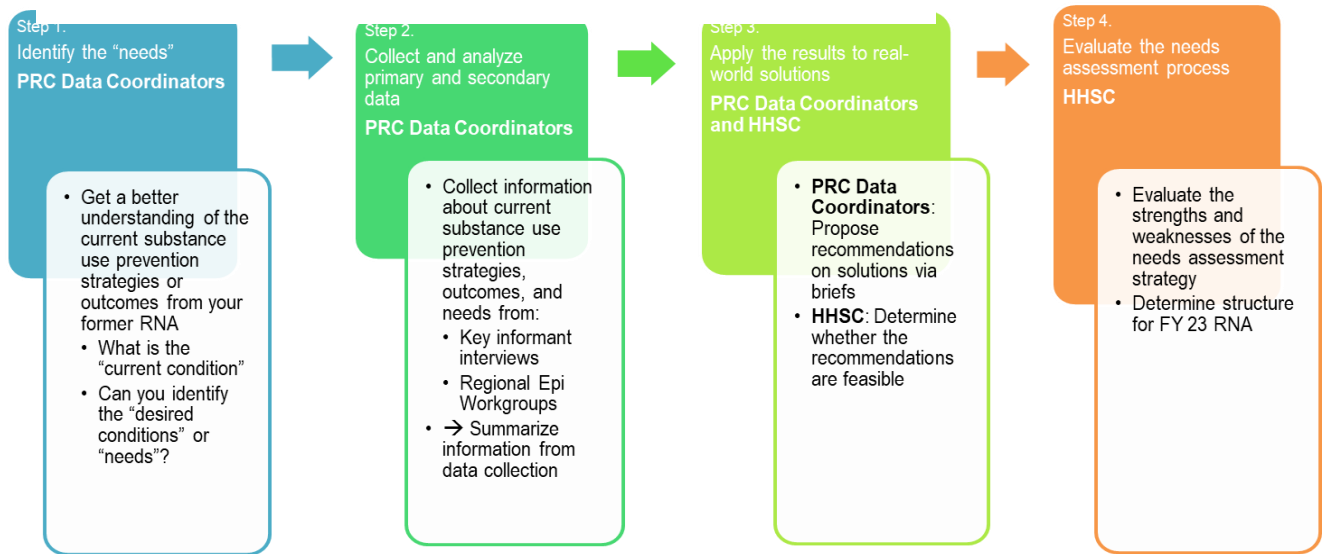 Step 1.
Identify the “needs”
PRC Data Coordinators
• Get a better
understanding of the
current substance
use prevention
strategies or
outcomes from your
former RNA
• What is the
“current condition”
• Can you identify
the “desired
conditions” or
“needs”?
Step 2.
Collect and analyze
primary and secondary
data
PRC Data Coordinators
• Collect information
about current
substance use
prevention
strategies,
outcomes, and
needs from:
• Key informant
interviews
• Regional Epi
Workgroups
• → Summarize
information from
data collection
Step 3.
Apply the results to real-
world solutions
PRC Data Coordinators
and HHSC
• PRC Data
Coordinators:
Propose
recommendations
on solutions via
briefs
• HHSC: Determine
whether the
recommendations
are feasible
Step 4.
Evaluate the needs
assessment process
HHSC
• Evaluate the
strengths and
weaknesses of the
needs assessment
strategy
• Determine structure
for FY 23 RNA